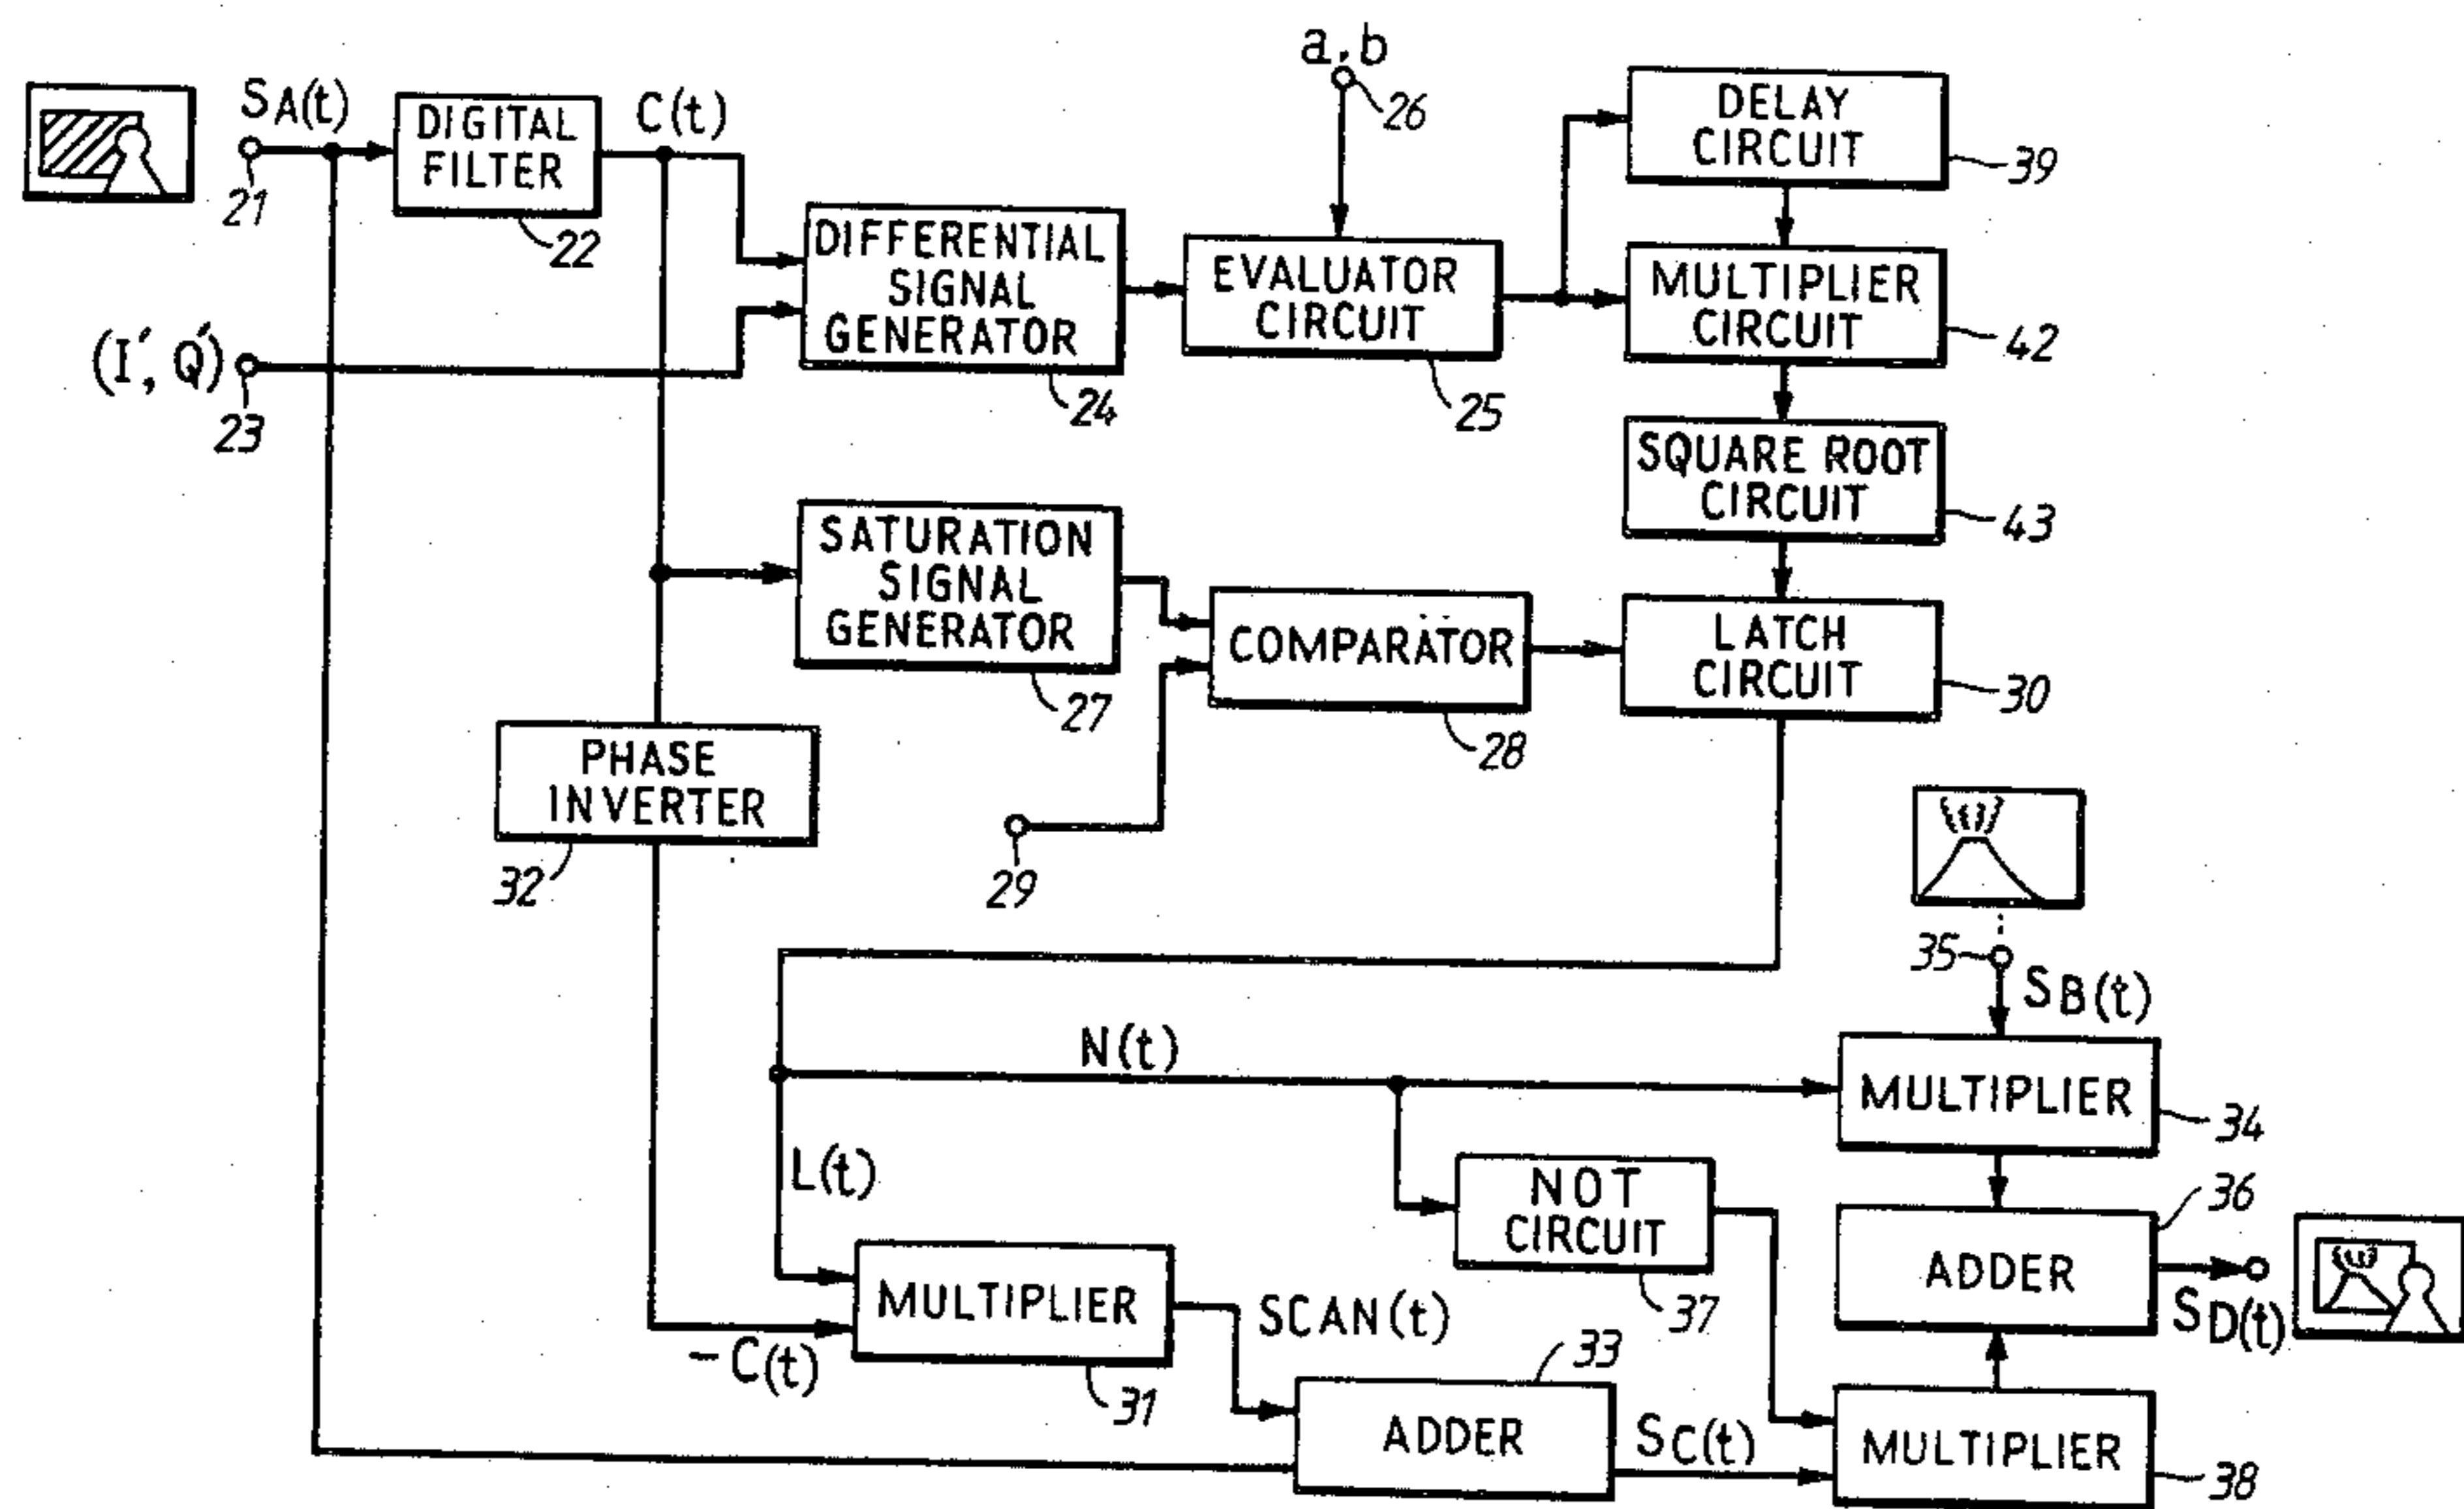 a,b
26
SA(t)
21
DIGITAL
FILTER
22
C(t)
(I', Q')
23
DIFFERENTIAL
SIGNAL
GENERATOR
24
EVALUATOR
CIRCUIT
25
DELAY
CIRCUIT
39
MULTIPLIER
CIRCUIT
42
SQUARE ROOT
CIRCUIT
43
SATURATION
SIGNAL
GENERATOR
27
COMPARATOR
28
LATCH
CIRCUIT
30
PHASE
INVERTER
32
29
35
SB(t)
N(t)
MULTIPLIER
34
L(t)
NOT
CIRCUIT
37
36
ADDER
SD(t)
MULTIPLIER
31
-C(t)
SCAN(t)
33
ADDER
SC(t)
MULTIPLIER
38